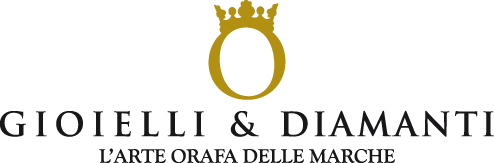 O
GIOIELLI & DIAMANTI
L'ARTE ORAFA DELLE MARCHE